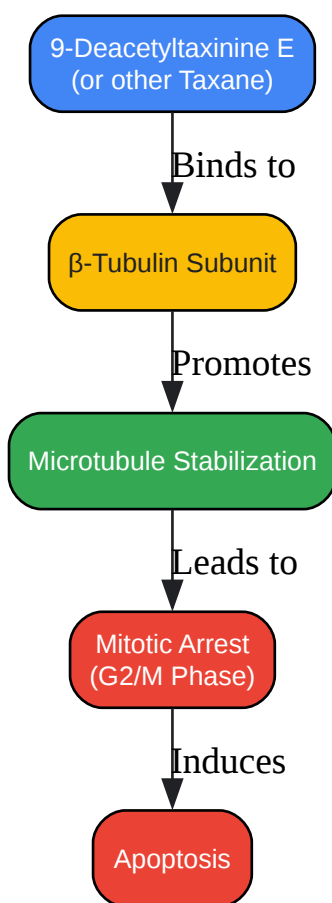 9-Deacetyltaxinine E
(or other Taxane)
Binds to
β-Tubulin Subunit
Promotes
Microtubule Stabilization
Leads to
Mitotic Arrest
(G2/M Phase)
Induces
Apoptosis